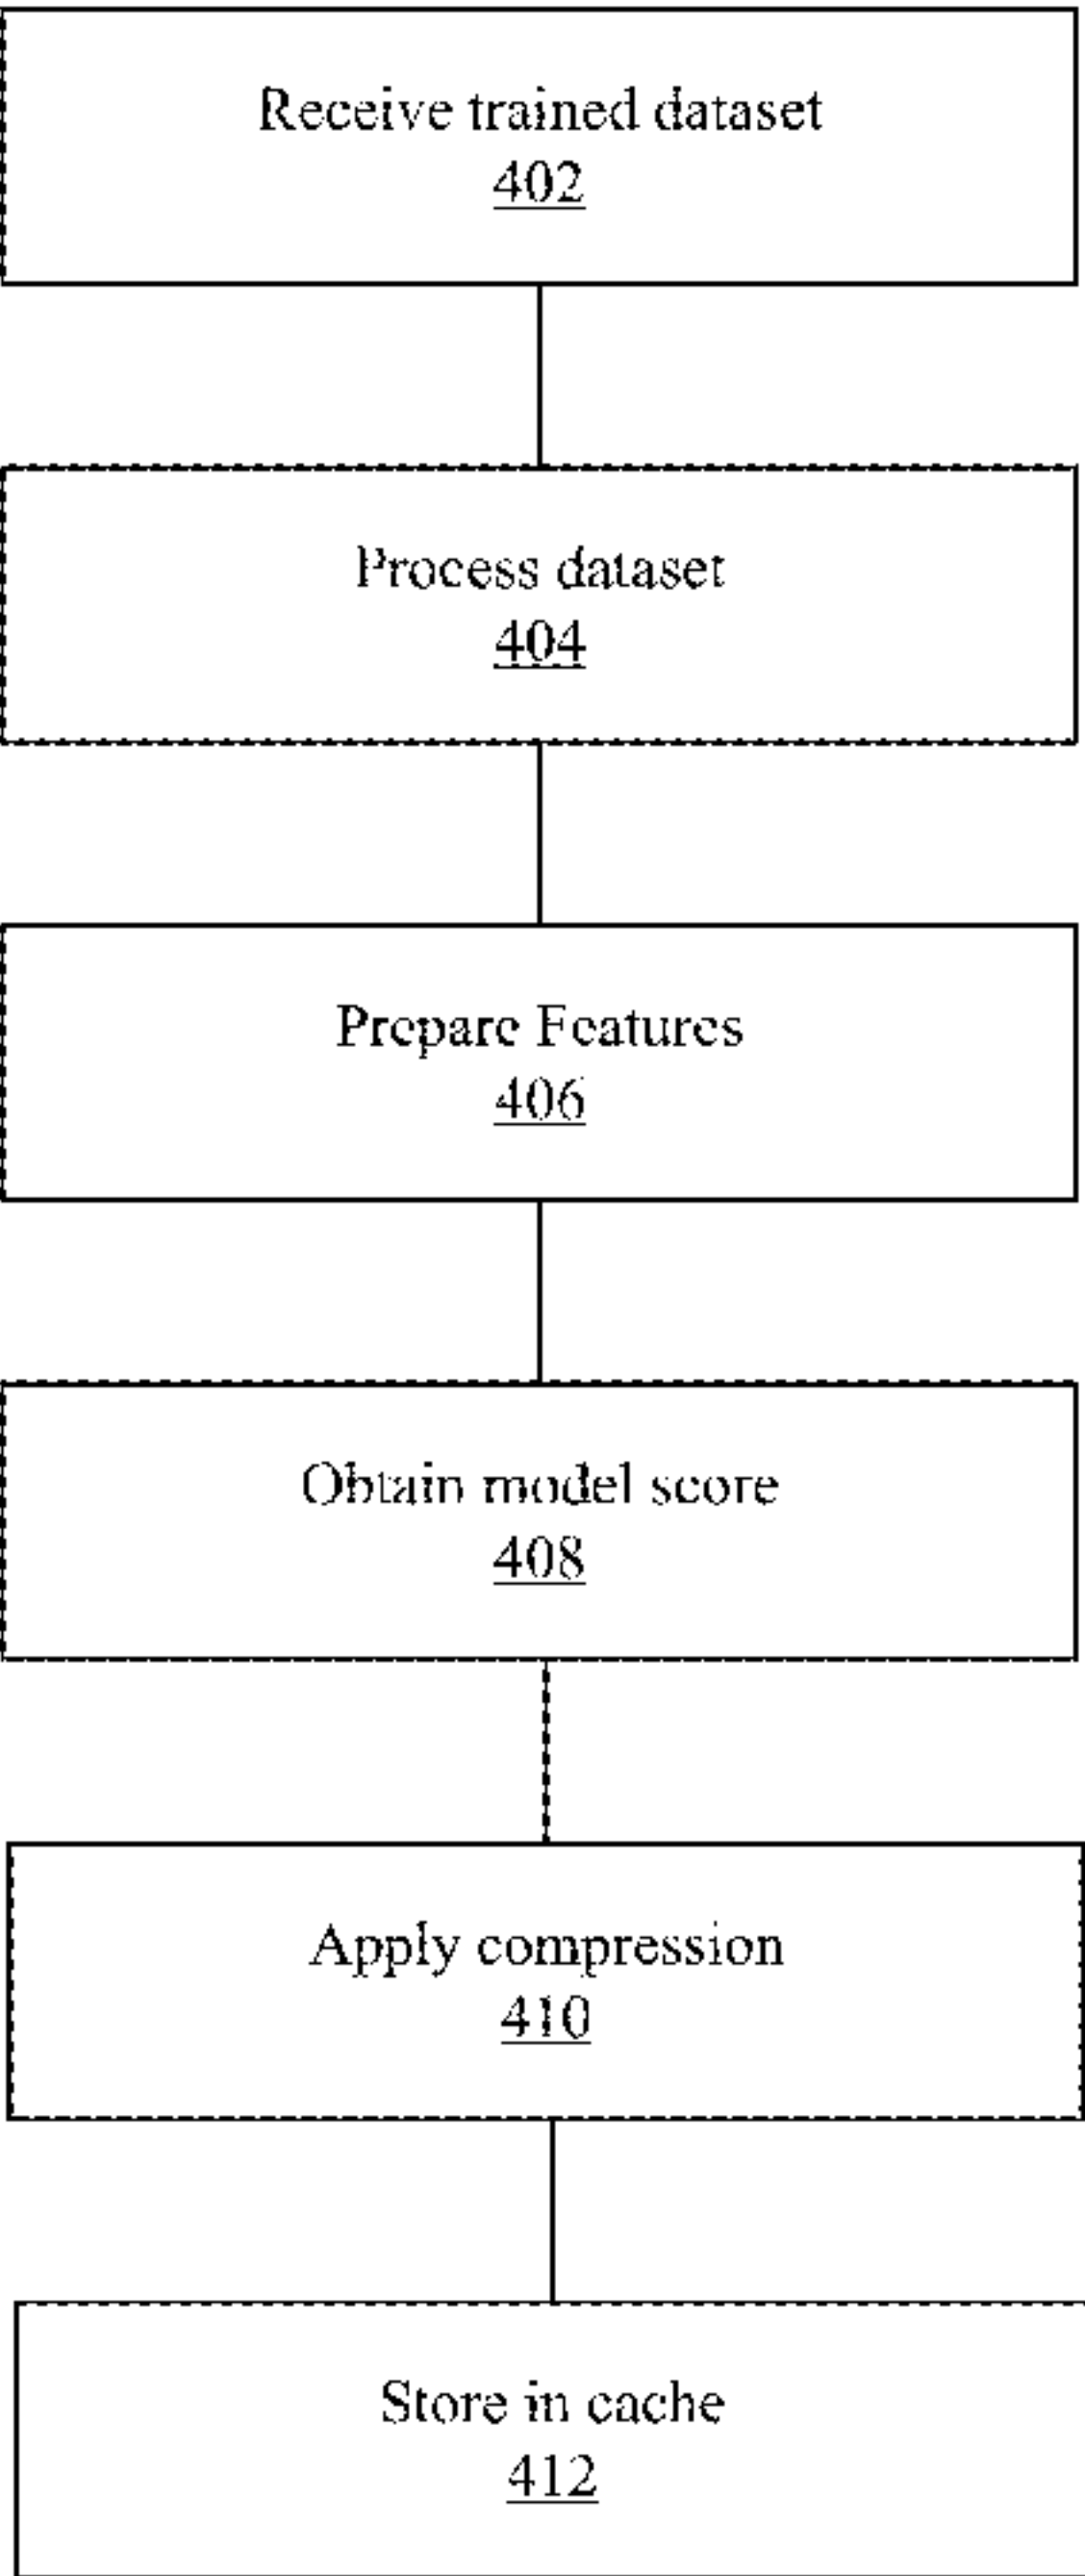 Receive trained dataset
402
Process dataset
404
Prepare Features
406
Obtain model score
408
Apply compression
410
Store in cache
412